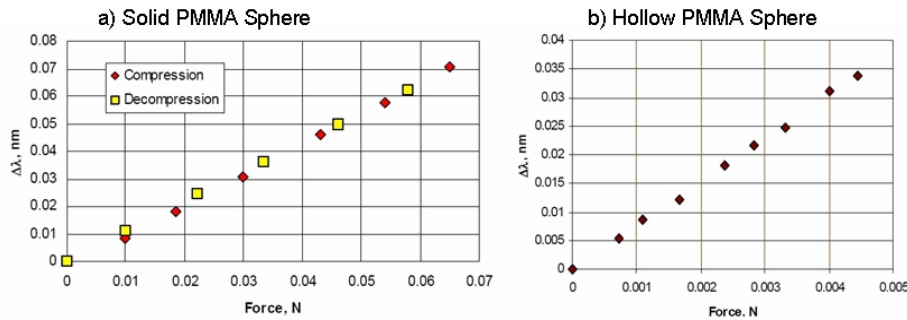 a) Solid PMMA Sphere
0.08
0.07
0.06
0.05
0.04
0.03
0.02
0.01
0
Δλ, nm
Compression
Decompression
0 0.01 0.02 0.03 0.04 0.05 0.06 0.07
Force, N
b) Hollow PMMA Sphere
0.04
0.035
0.03
0.025
0.02
0.015
0.01
0.005
0
Δλ, nm
0 0.001 0.002 0.003 0.004 0.005
Force. N